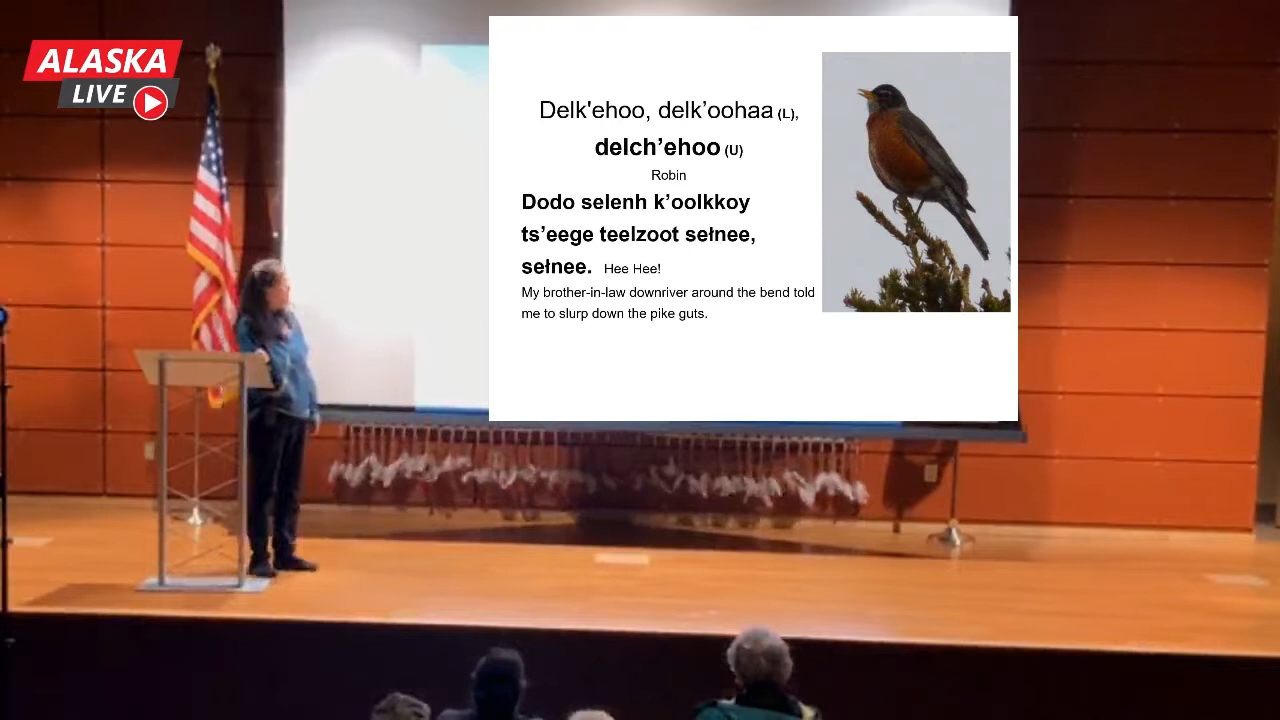 ALASKA
LIVE
Delk'ehoo, delk’oohaa (L),
delch’ehoo (U)
Robin
Dodo selenh k’oolkkoy
ts’eege teelzoot sełnee,
sełnee. Hee Hee!
My brother-in-law downriver around the bend told
me to slurp down the pike guts.